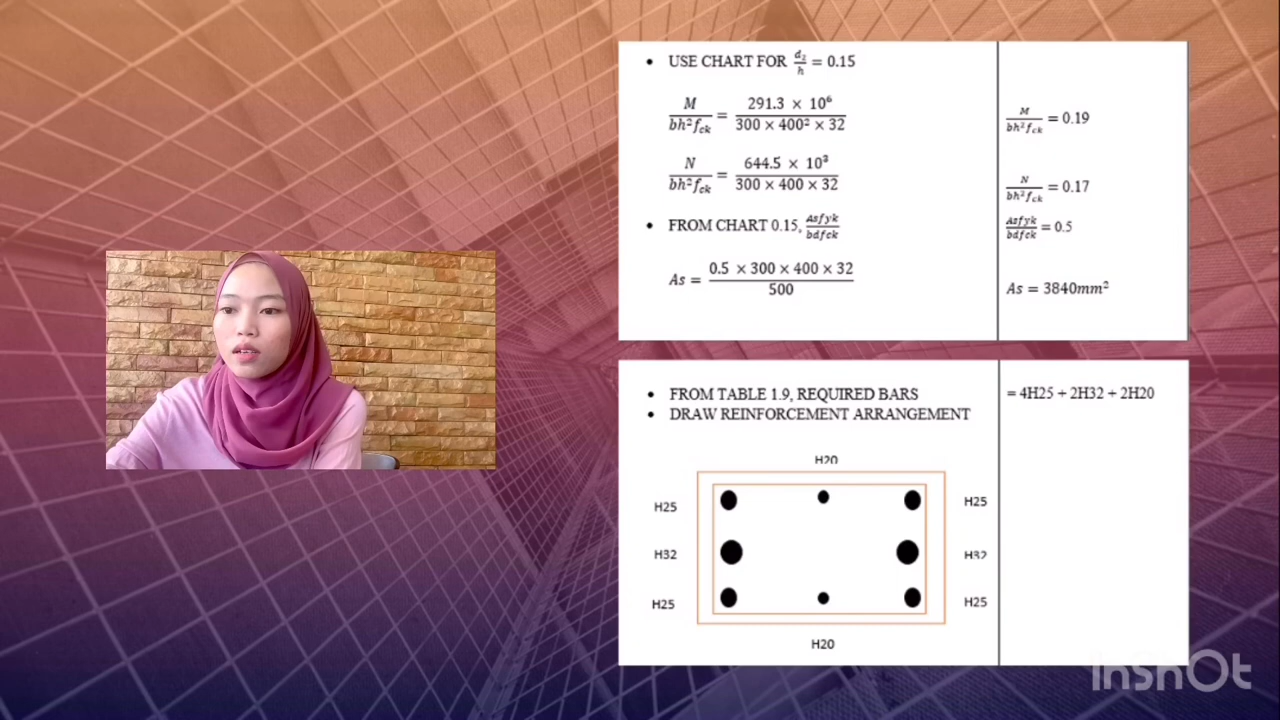 • USE CHART FOR d₂/h = 0.15
M/bh²fck = 291.3 × 10⁶/300 × 400² × 32
M/bh²fck = 0.19
N/bh²fck = 644.5 × 10³/300 × 400 × 32
N/bh²fck = 0.17
• FROM CHART 0.15, Asfyk/bdfck
Asfyk/bdfck = 0.5
As = 0.5 × 300 × 400 × 32/500
As = 3840mm²
• FROM TABLE 1.9, REQUIRED BARS
= 4H25 + 2H32 + 2H20
• DRAW REINFORCEMENT ARRANGEMENT
H20
H25
H25
H32
H32
H25
H25
H20
InShOt